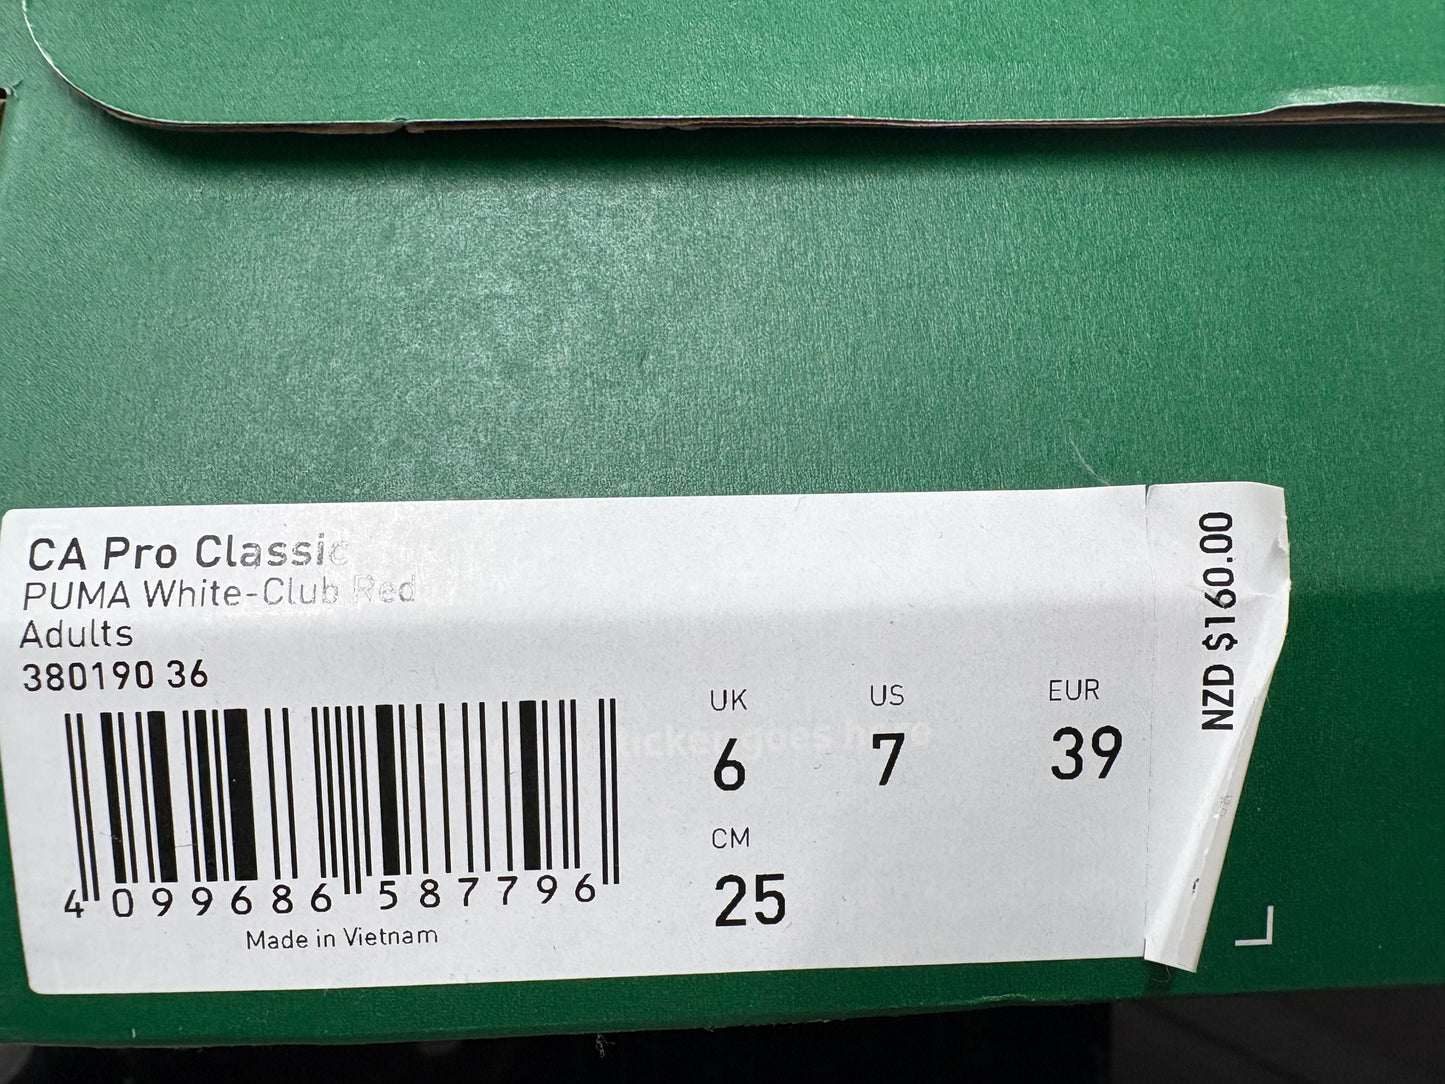 CA Pro Classic
PUMA White-Club Red
Adults
380190 36
4 099686 587796
Made in Vietnam
UK
6
US
7
EUR
39
CM
25
NZD $160.00